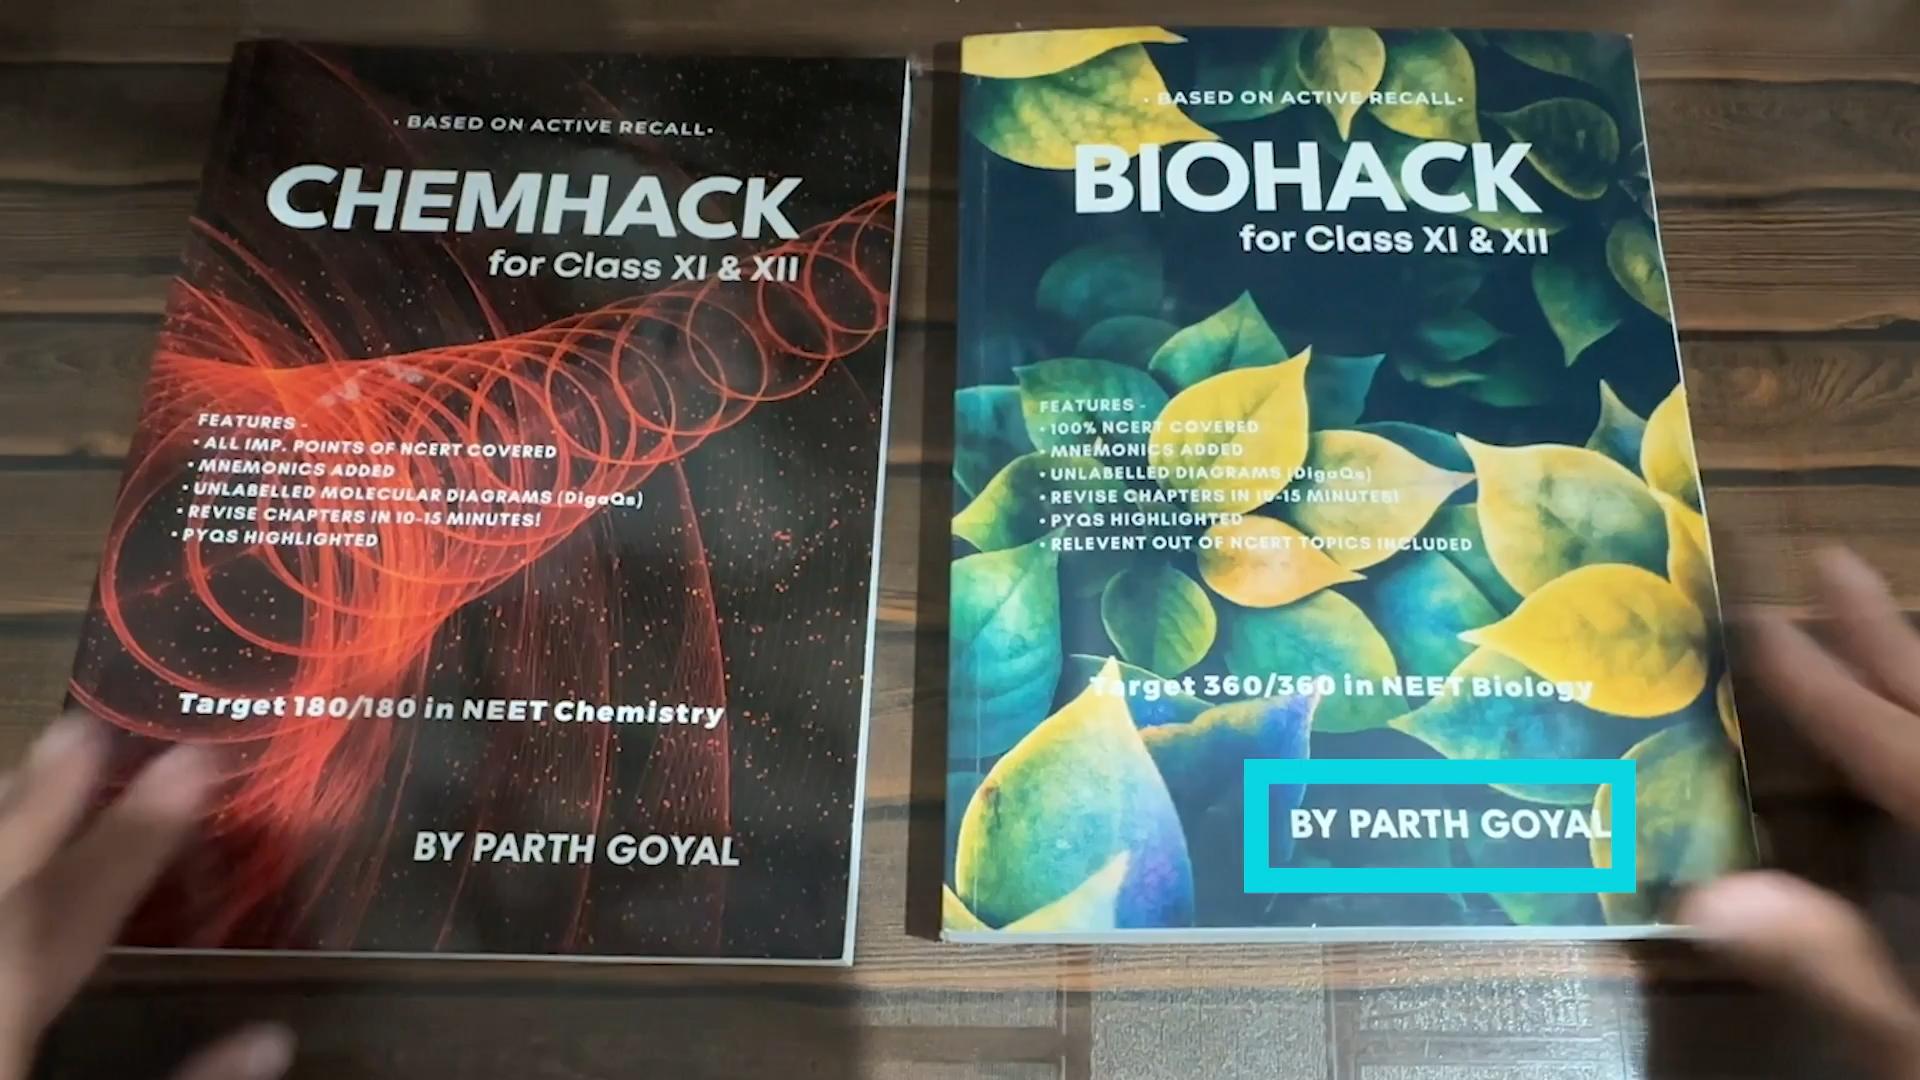 • BASED ON ACTIVE RECALL•
CHEMHACK
for Class XI & XII
FEATURES -
• ALL IMP. POINTS OF NCERT COVERED
• MNEMONICS ADDED
• UNLABELLED MOLECULAR DIAGRAMS (DigaQs)
• REVISE CHAPTERS IN 10-15 MINUTES!
• PYQS HIGHLIGHTED
Target 180/180 in NEET Chemistry
BY PARTH GOYAL
• BASED ON ACTIVE RECALL•
BIOHACK
for Class XI & XII
FEATURES -
• 100% NCERT COVERED
• MNEMONICS ADDED
• UNLABELLED DIAGRAMS (DigaQs)
• REVISE CHAPTERS IN 10-15 MINUTES!
• PYQS HIGHLIGHTED
• RELEVENT OUT OF NCERT TOPICS INCLUDED
Target 360/360 in NEET Biology
BY PARTH GOYAL